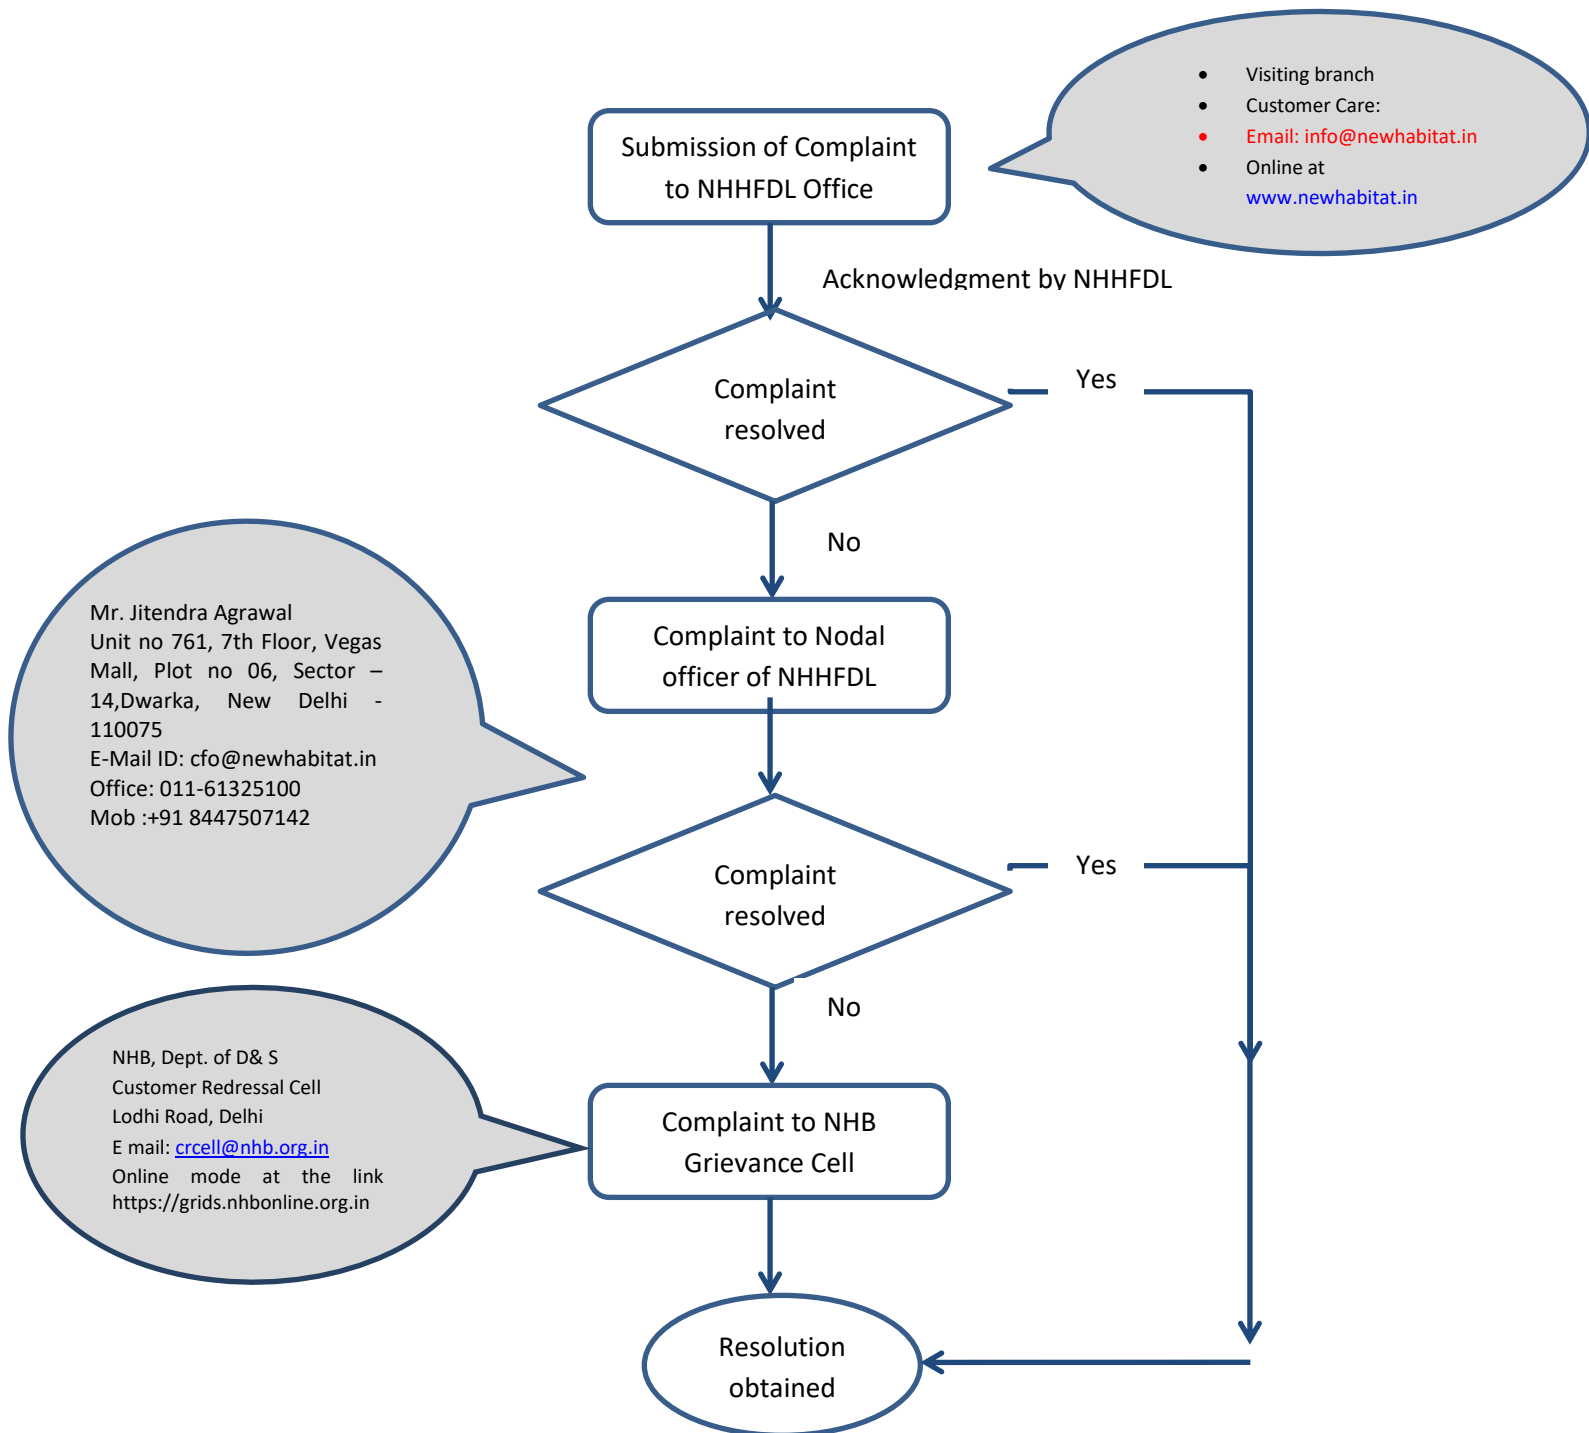 • Visiting branch
• Customer Care:
• Email: info@newhabitat.in
• Online at
www.newhabitat.in
Submission of Complaint
to NHHFDL Office
Acknowledgment by NHHFDL
Complaint
resolved
Yes
No
Mr. Jitendra Agrawal
Unit no 761, 7th Floor, Vegas
Mall, Plot no 06, Sector –
14,Dwarka, New Delhi -
110075
E-Mail ID: cfo@newhabitat.in
Office: 011-61325100
Mob :+91 8447507142
Complaint to Nodal
officer of NHHFDL
Complaint
resolved
Yes
No
NHB, Dept. of D& S
Customer Redressal Cell
Lodhi Road, Delhi
E mail: crcell@nhb.org.in
Online mode at the link
https://grids.nhbonline.org.in
Complaint to NHB
Grievance Cell
Resolution
obtained